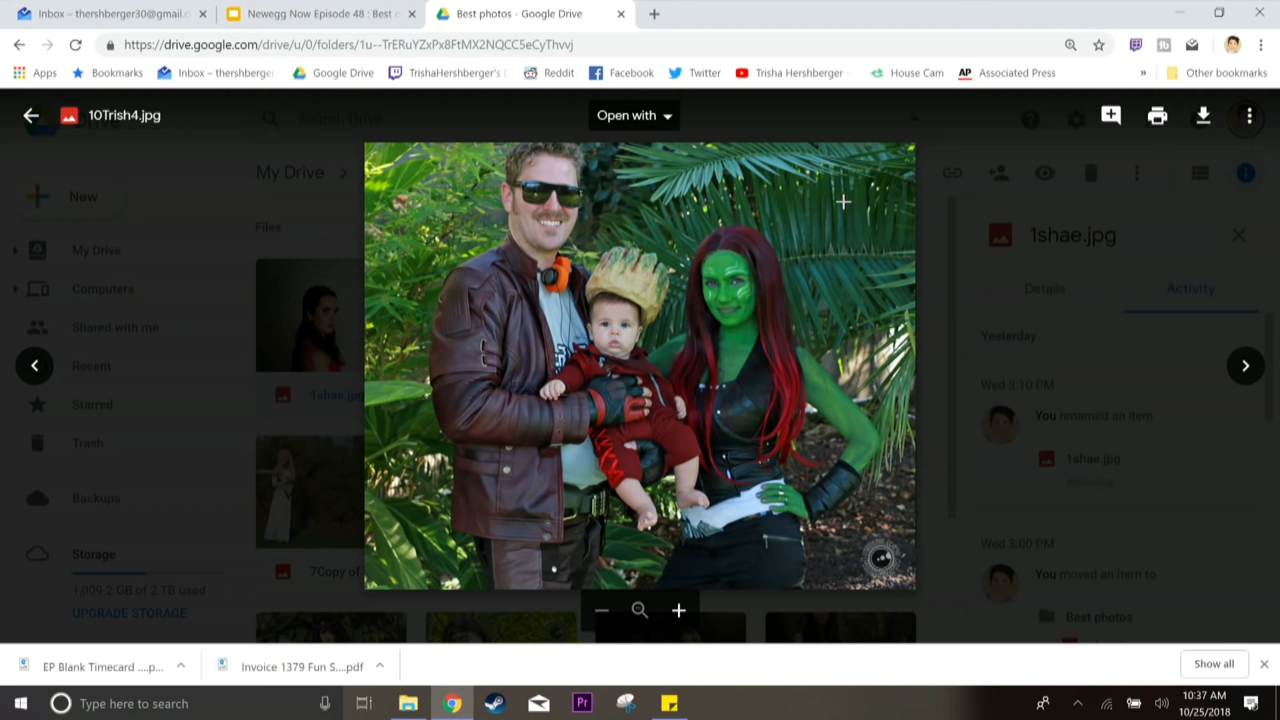 Inbox – thershberger30@gmail.c
Newegg Now Episode 48 : Best c
Best photos - Google Drive
https://drive.google.com/drive/u/0/folders/1u--TrERuYZxPx8FtMX2NQCC5eCyThvvj
Apps
Bookmarks
Inbox – thershberger
Google Drive
TrishaHershberger's D
Reddit
Facebook
Twitter
Trisha Hershberger -
House Cam
AP
Associated Press
»
Other bookmarks
10Trish4.jpg
Open with
Search Drive
My Drive
New
Files
1shae.jpg
My Drive
Computers
Details
Activity
Shared with me
Yesterday
Recent
Wed 3:10 PM
1shae.jpg
Starred
You renamed an item
Trash
1shae.jpg
Backups
Wed 3:00 PM
Storage
7Copy of
You moved an item to
1,009.2 GB of 2 TB used
UPGRADE STORAGE
Best photos
EP Blank Timecard ....p...
Invoice 1379 Fun S....pdf
Show all
Type here to search
Pr
10:37 AM
10/25/2018